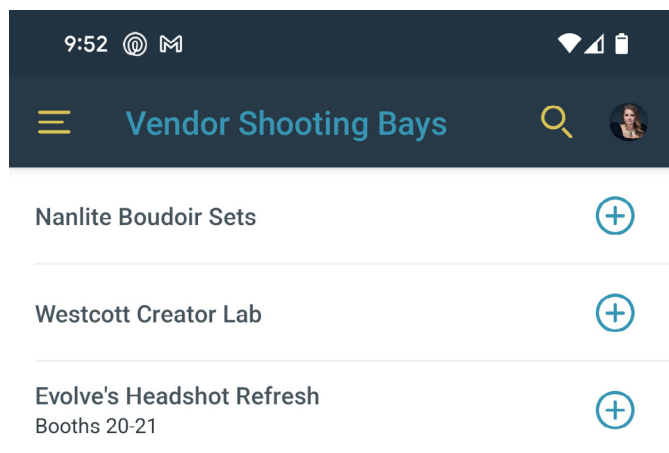 9:52
Vendor Shooting Bays
Nanlite Boudoir Sets
Westcott Creator Lab
Evolve's Headshot Refresh
Booths 20-21